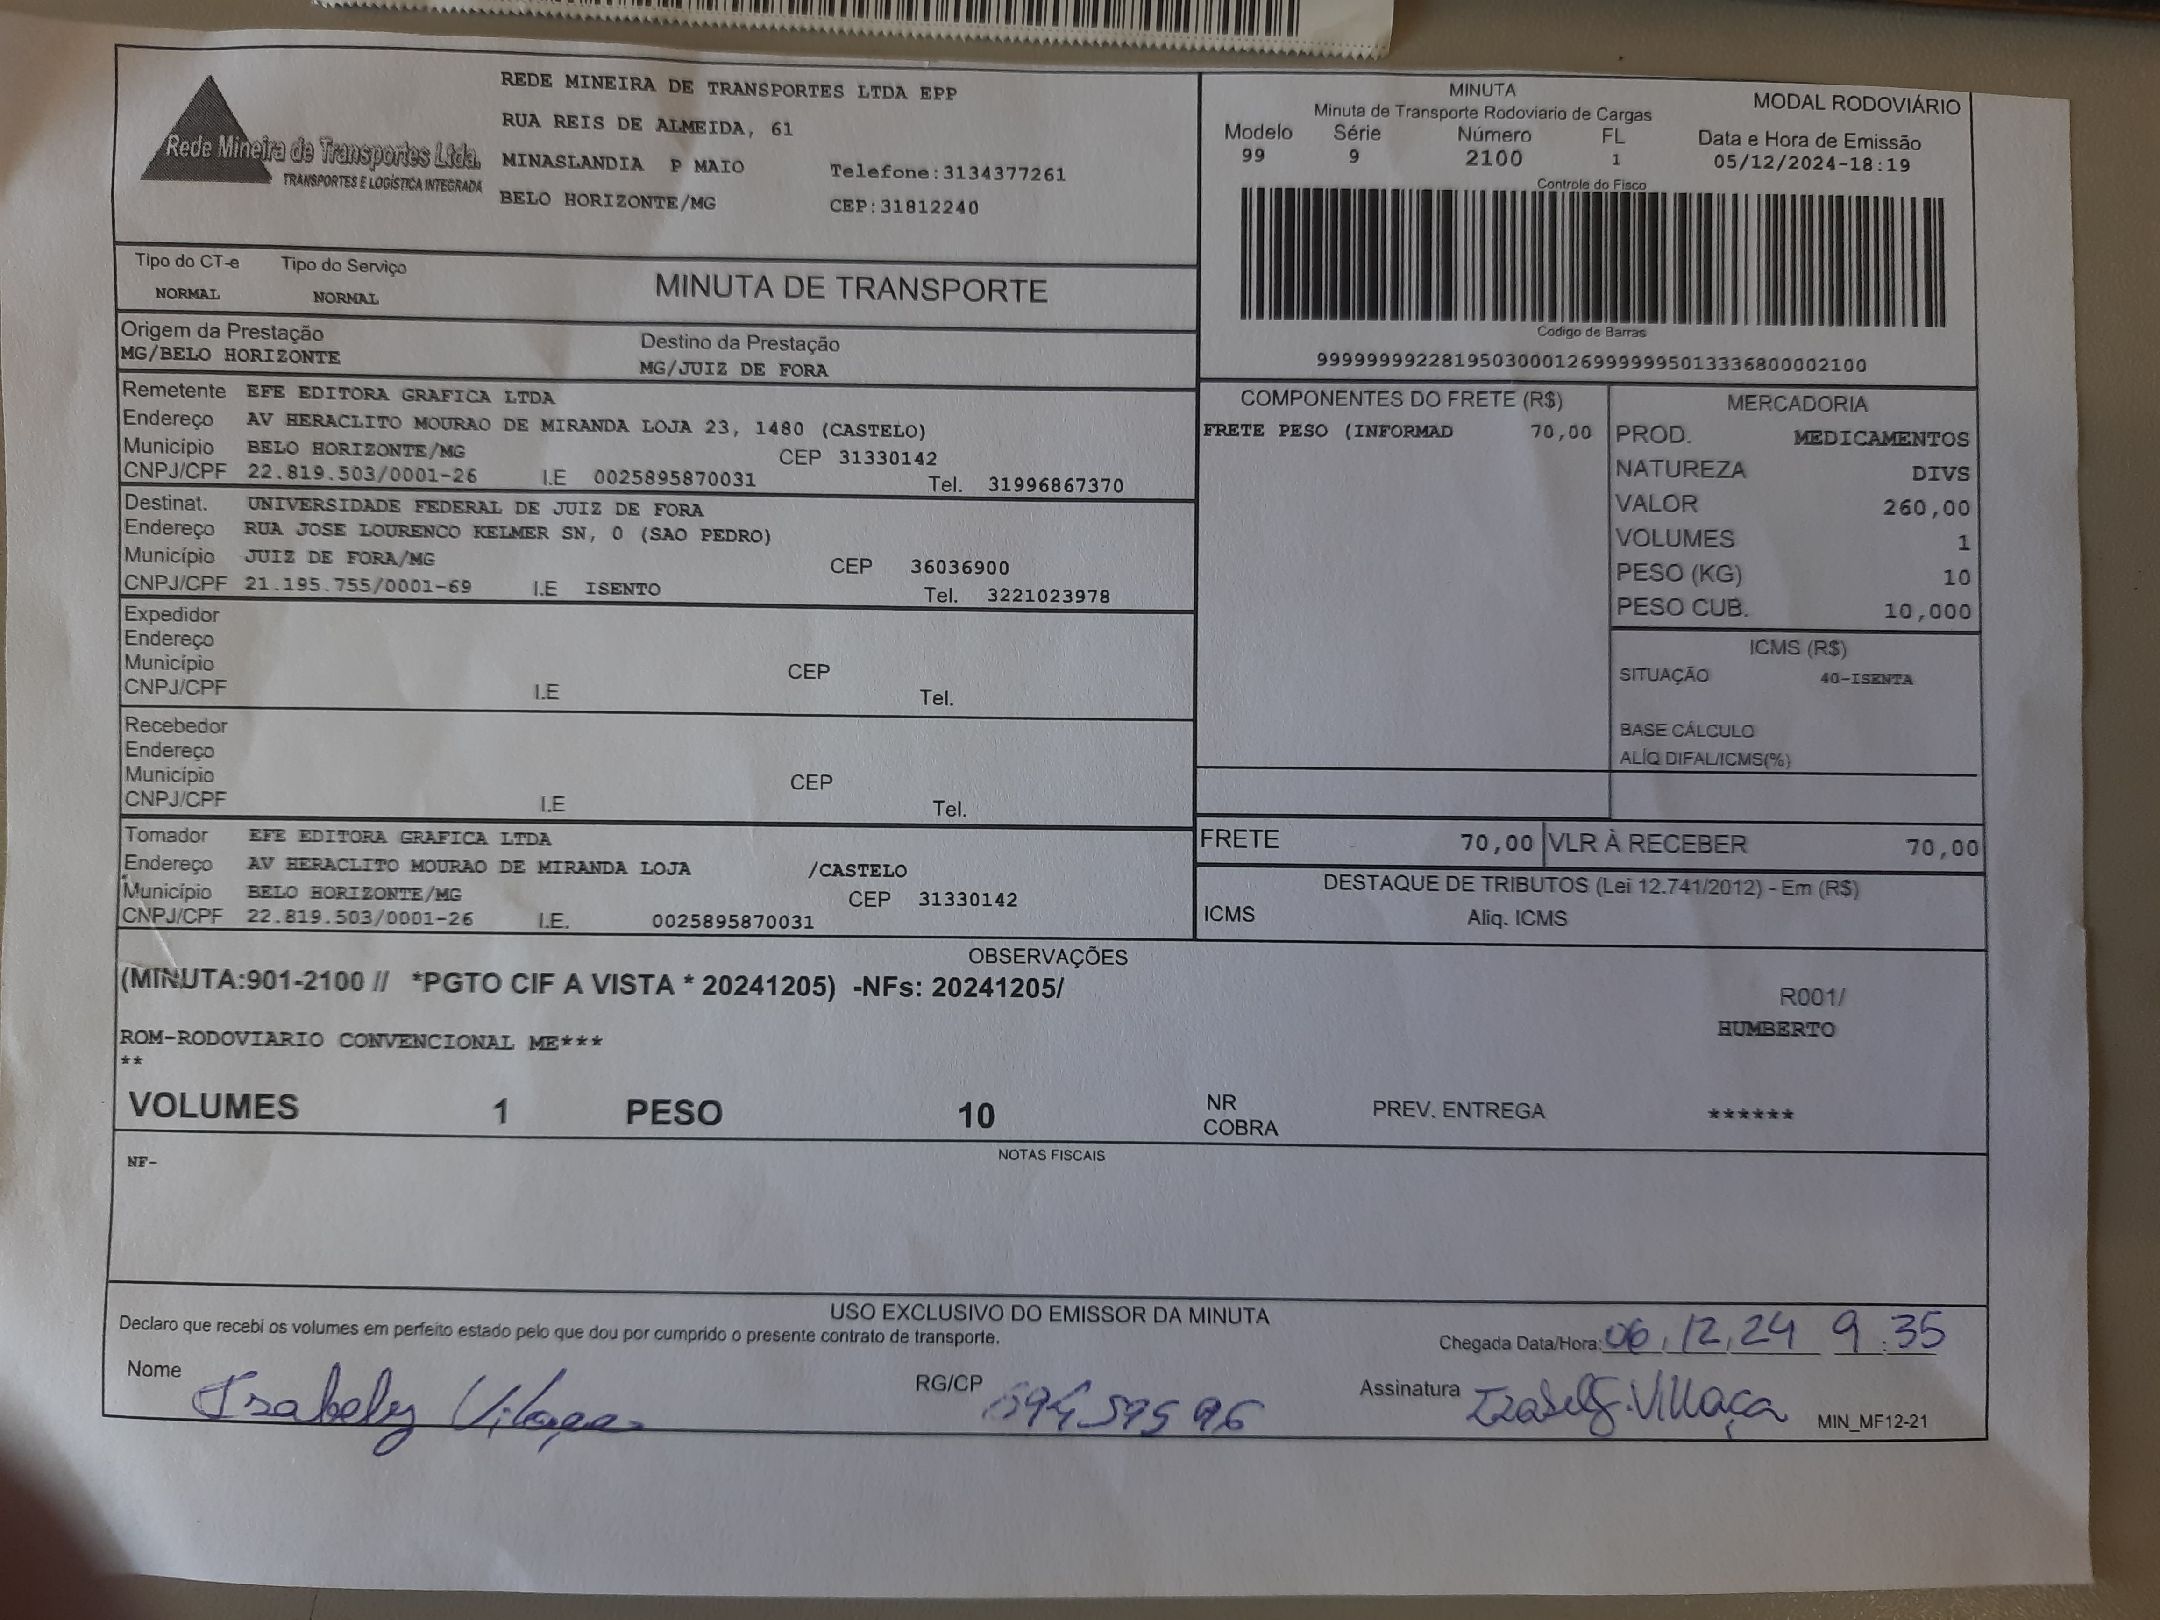 Rede Mineira de Transportes Ltda.
TRANSPORTES E LOGÍSTICA INTEGRADA
REDE MINEIRA DE TRANSPORTES LTDA EPP
RUA REIS DE ALMEIDA, 61
MINASLANDIA P MAIO Telefone:3134377261
BELO HORIZONTE/MG CEP:31812240
MINUTA
MODAL RODOVIÁRIO
Minuta de Transporte Rodoviario de Cargas
Modelo Série Número FL Data e Hora de Emissão
99 9 2100 1 05/12/2024-18:19
Controle do Fisco
Codigo de Barras
999999992281950300012699999995013336800002100
Tipo do CT-e Tipo do Serviço
NORMAL NORMAL
MINUTA DE TRANSPORTE
Origem da Prestação Destino da Prestação
MG/BELO HORIZONTE MG/JUIZ DE FORA
Remetente EFE EDITORA GRAFICA LTDA
Endereço AV HERACLITO MOURAO DE MIRANDA LOJA 23, 1480 (CASTELO)
Município BELO HORIZONTE/MG CEP 31330142
CNPJ/CPF 22.819.503/0001-26 I.E 0025895870031 Tel. 31996867370
Destinat. UNIVERSIDADE FEDERAL DE JUIZ DE FORA
Endereço RUA JOSE LOURENCO KELMER SN, 0 (SAO PEDRO)
Município JUIZ DE FORA/MG CEP 36036900
CNPJ/CPF 21.195.755/0001-69 I.E ISENTO Tel. 3221023978
Expedidor
Endereço
Município CEP
CNPJ/CPF I.E Tel.
Recebedor
Endereço
Município CEP
CNPJ/CPF I.E Tel.
Tomador EFE EDITORA GRAFICA LTDA
Endereço AV HERACLITO MOURAO DE MIRANDA LOJA /CASTELO
Município BELO HORIZONTE/MG CEP 31330142
CNPJ/CPF 22.819.503/0001-26 I.E. 0025895870031
COMPONENTES DO FRETE (R$)
FRETE PESO (INFORMAD 70,00
MERCADORIA
PROD. MEDICAMENTOS
NATUREZA DIVS
VALOR 260,00
VOLUMES 1
PESO (KG) 10
PESO CUB. 10,000
ICMS (R$)
SITUAÇÃO 40-ISENTA
BASE CÁLCULO
ALÍQ DIFAL/ICMS(%)
FRETE 70,00 VLR À RECEBER 70,00
DESTAQUE DE TRIBUTOS (Lei 12.741/2012) - Em (R$)
ICMS Aliq. ICMS
OBSERVAÇÕES
(MINUTA:901-2100 // *PGTO CIF A VISTA * 20241205) -NFs: 20241205/
R001/
HUMBERTO
ROM-RODOVIARIO CONVENCIONAL ME***
**
VOLUMES 1 PESO 10 NR COBRA PREV. ENTREGA ******
NOTAS FISCAIS
NF-
USO EXCLUSIVO DO EMISSOR DA MINUTA
Declaro que recebi os volumes em perfeito estado pelo que dou por cumprido o presente contrato de transporte.
Chegada Data/Hora: 06.12.24 9:35
Nome Isabely Vilaça RG/CP Assinatura Izabely Villaça MIN_MF12-21